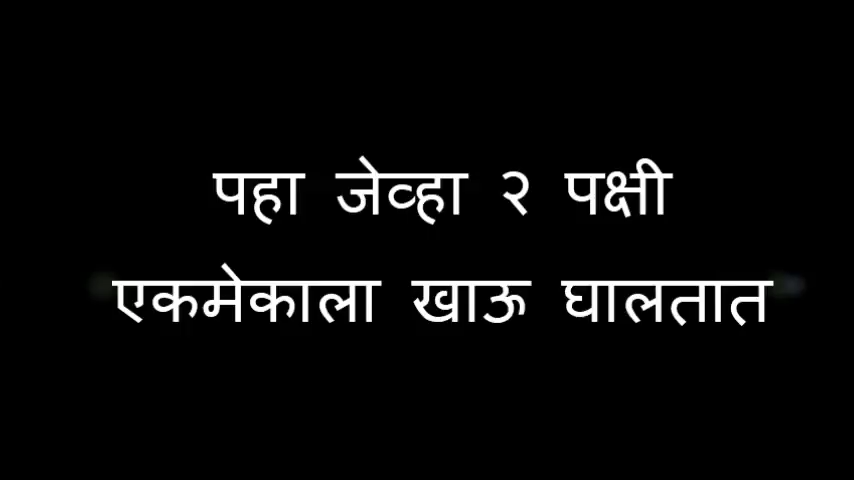 पहा जेव्हा २ पक्षी
एकमेकाला खाऊ घालतात